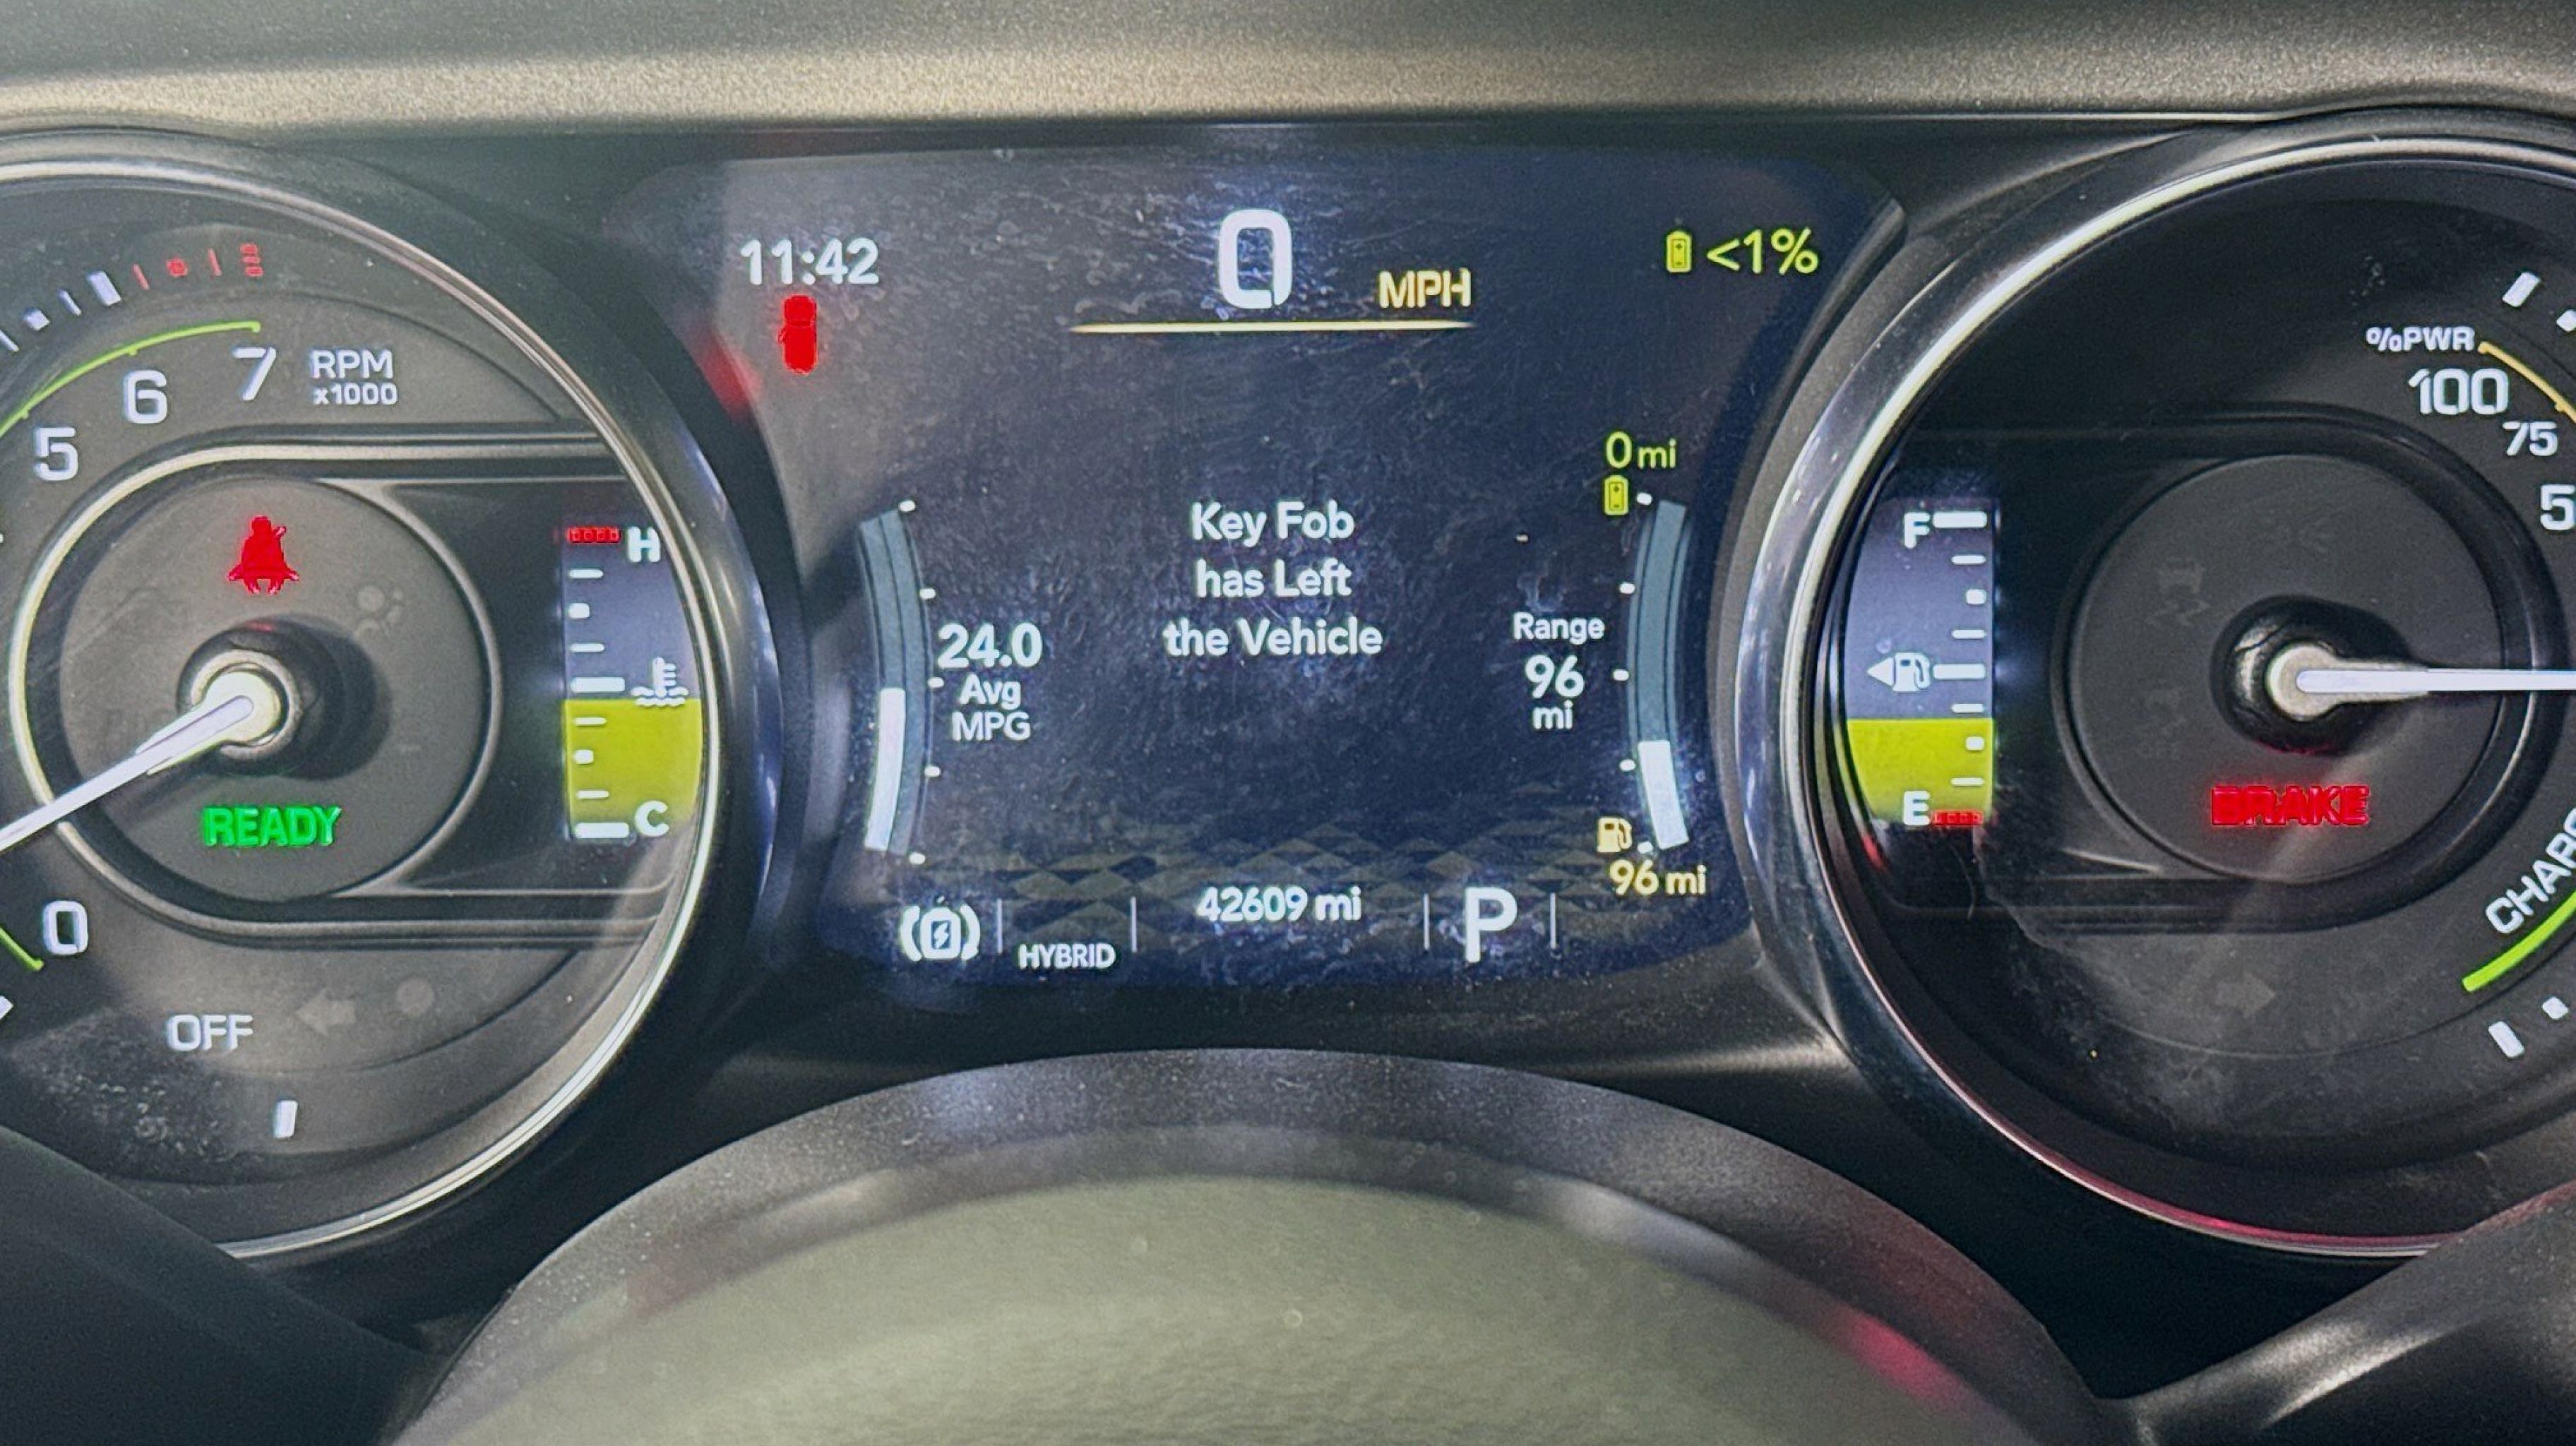 11:42
0 MPH
<1%
7
6
5
RPM
x1000
%PWR
100
75
5
H
F
0 mi
Key Fob
has Left
the Vehicle
24.0
Avg
MPG
Range
96
mi
READY
C
E
BRAKE
96 mi
0
HYBRID
42609 mi
P
OFF